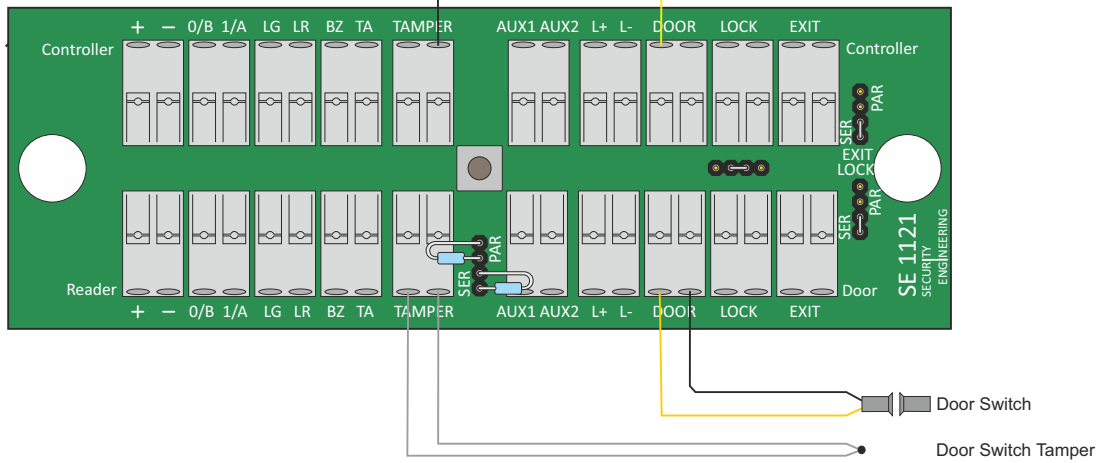 + − 0/B 1/A LG LR BZ TA TAMPER AUX1 AUX2 L+ L- DOOR LOCK EXIT
Controller
Controller
PAR
SER
EXIT
LOCK
PAR
SER
PAR
SER
SE 1121
SECURITY
ENGINEERING
Reader
Door
+ − 0/B 1/A LG LR BZ TA TAMPER AUX1 AUX2 L+ L- DOOR LOCK EXIT
Door Switch
Door Switch Tamper